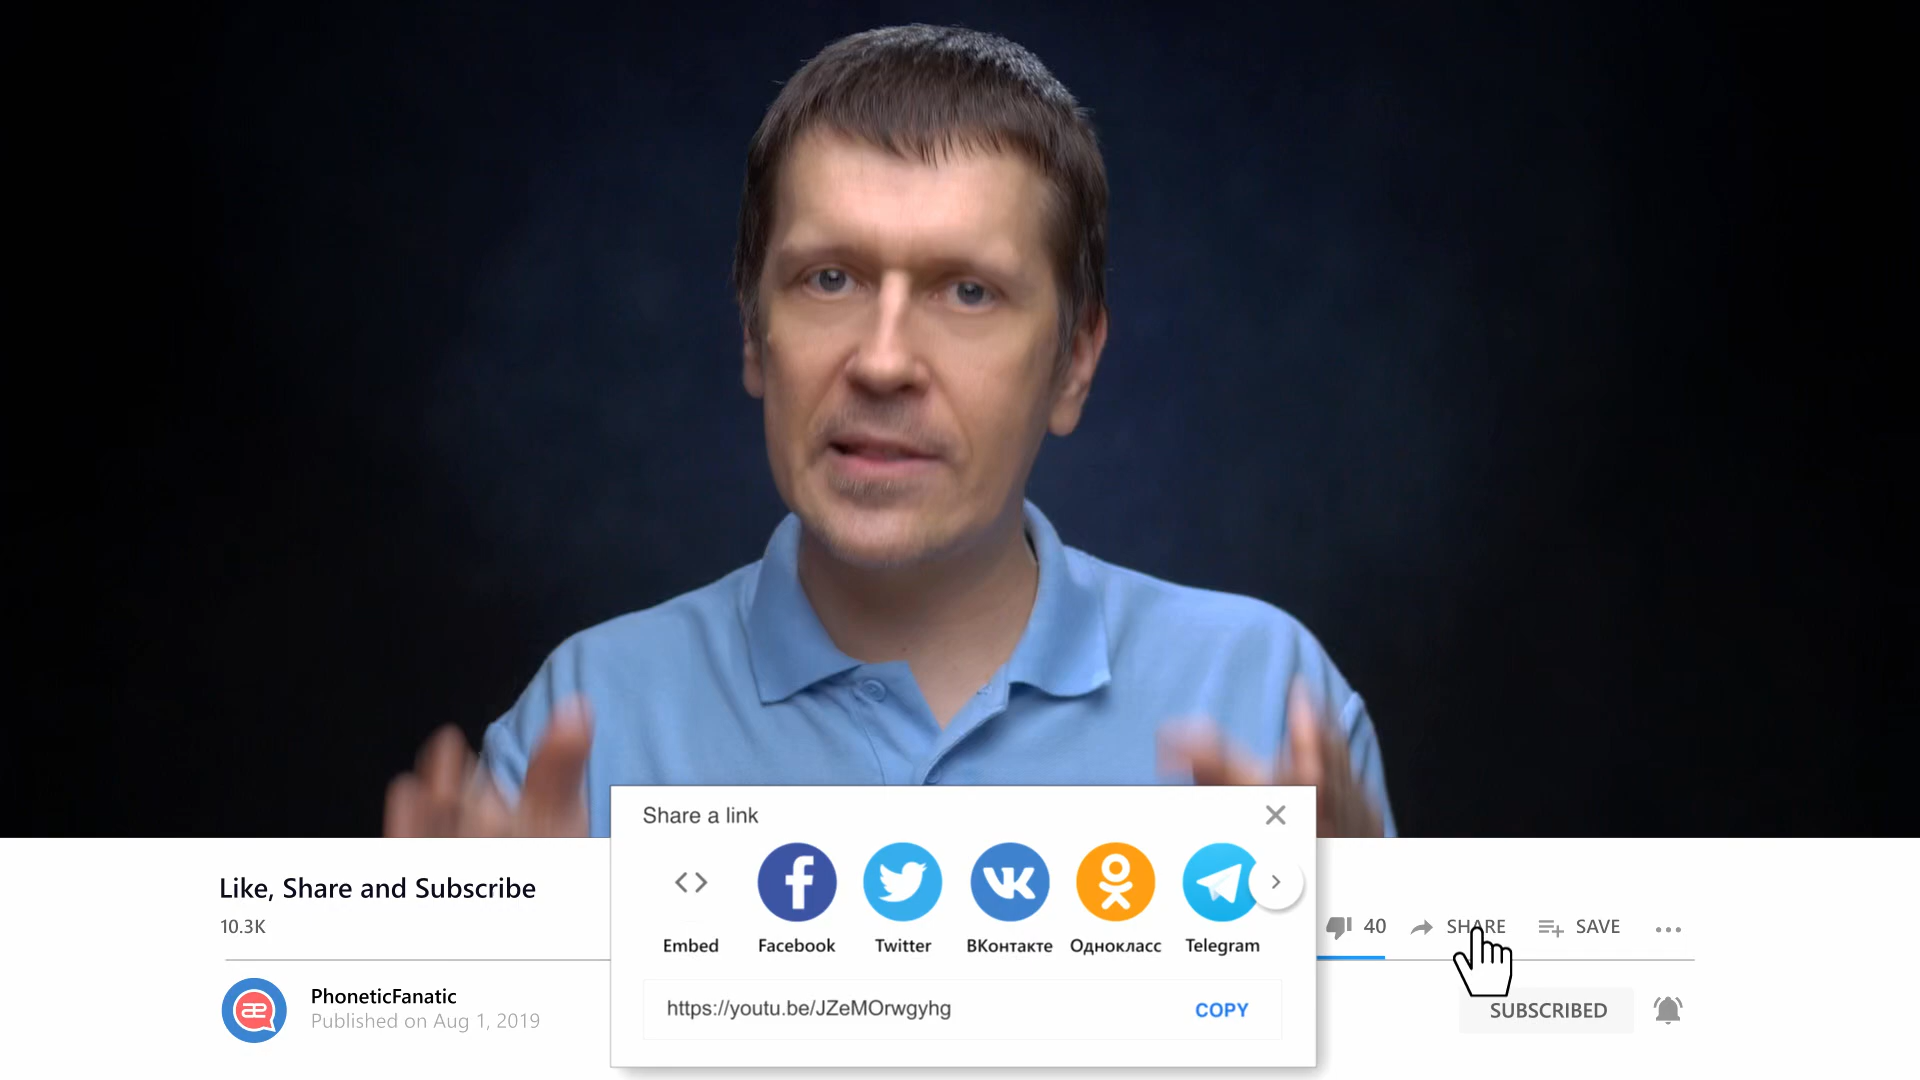 Share a link
Embed
Facebook
Twitter
ВКонтакте
Однокласс
Telegram
https://youtu.be/JZeMOrwgyhg
COPY
Like, Share and Subscribe
10.3K
40
SHARE
SAVE
æ
PhoneticFanatic
Published on Aug 1, 2019
SUBSCRIBED